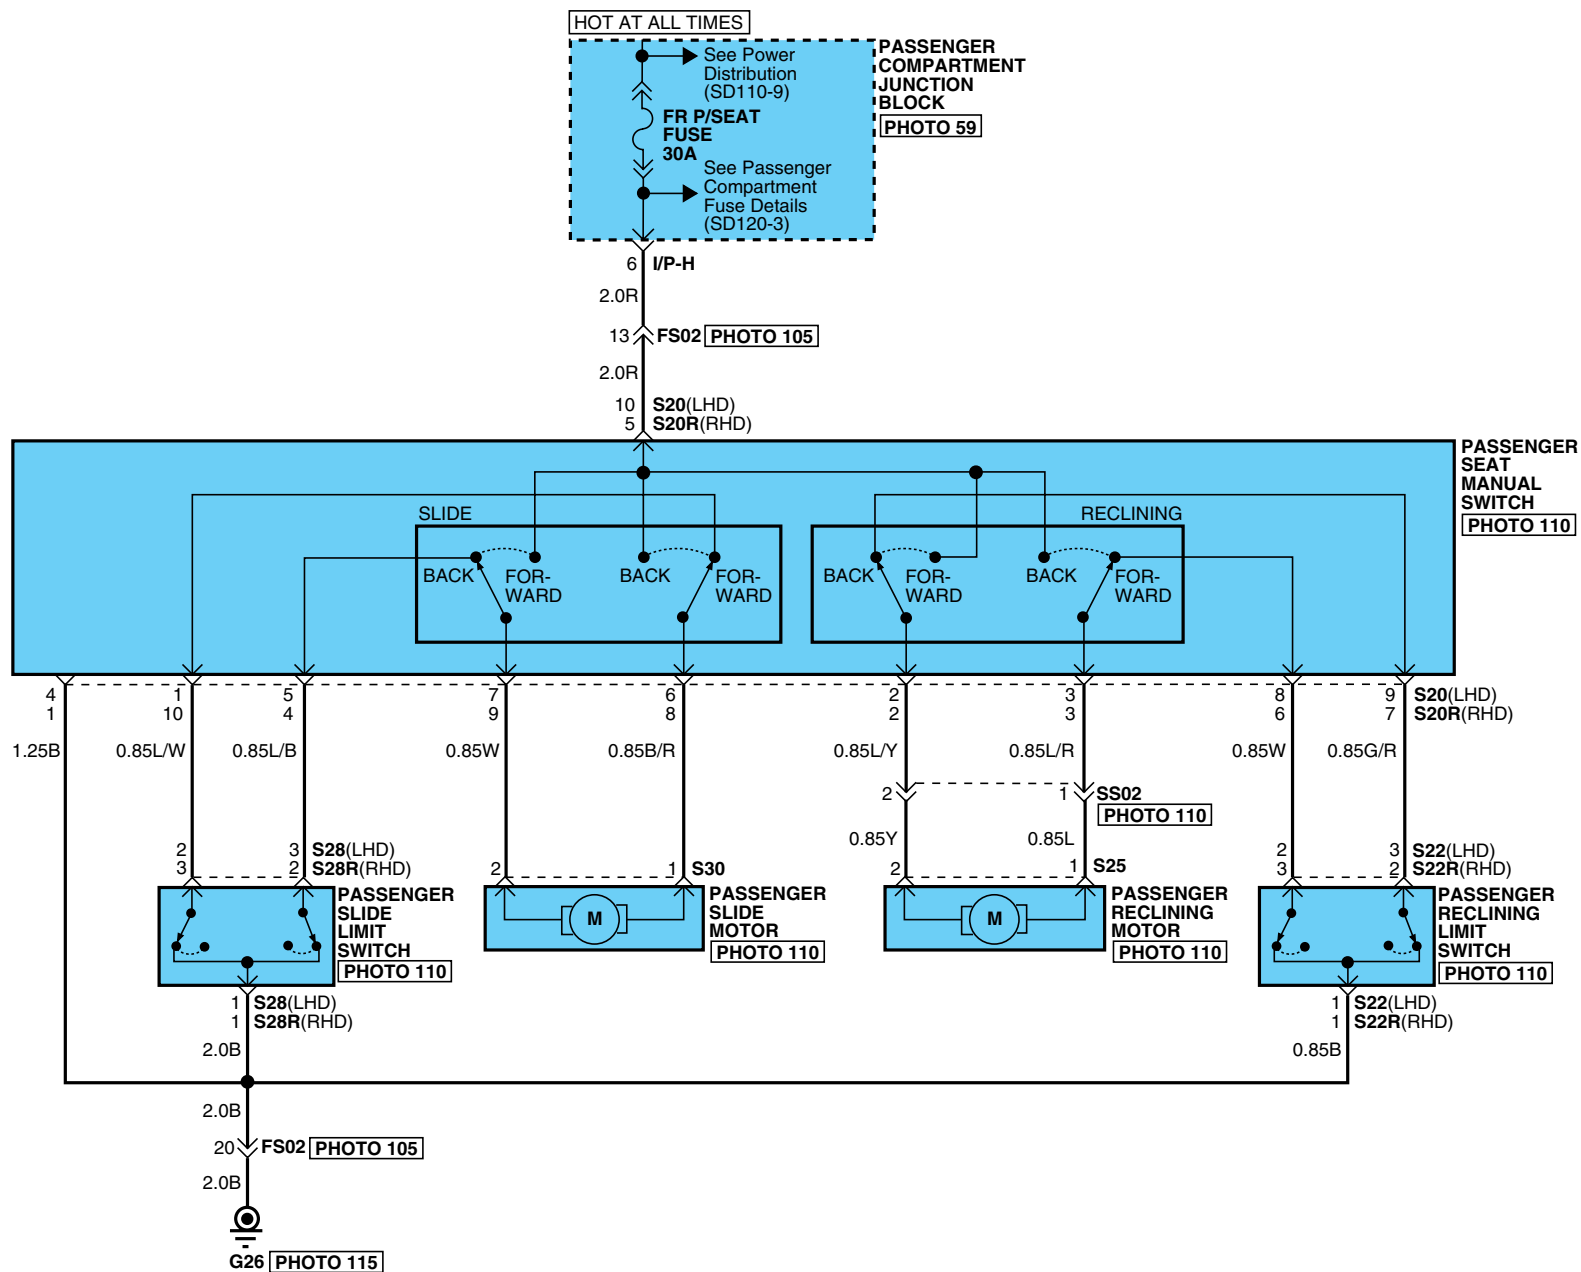 HOT AT ALL TIMES
See Power
Distribution
(SD110-9)
FR P/SEAT
FUSE
30A
See Passenger
Compartment
Fuse Details
(SD120-3)
PASSENGER
COMPARTMENT
JUNCTION
BLOCK
PHOTO 59
6 I/P-H
2.0R
13 FS02 PHOTO 105
2.0R
10 S20(LHD)
5 S20R(RHD)
PASSENGER
SEAT
MANUAL
SWITCH
PHOTO 110
SLIDE
RECLINING
BACK
FOR-
WARD
BACK
FOR-
WARD
BACK
FOR-
WARD
BACK
FOR-
WARD
4 1 5 7 6 2 3 8 9 S20(LHD)
1 10 4 9 8 2 3 6 7 S20R(RHD)
1.25B 0.85L/W 0.85L/B 0.85W 0.85B/R 0.85L/Y 0.85L/R 0.85W 0.85G/R
2 1 SS02
PHOTO 110
0.85Y 0.85L
2 3 S28(LHD)
3 2 S28R(RHD)
2 1 S30
2 1 S25
2 3 S22(LHD)
3 2 S22R(RHD)
PASSENGER
SLIDE
LIMIT
SWITCH
PHOTO 110
M
PASSENGER
SLIDE
MOTOR
PHOTO 110
M
PASSENGER
RECLINING
MOTOR
PHOTO 110
PASSENGER
RECLINING
LIMIT
SWITCH
PHOTO 110
1 S28(LHD)
1 S28R(RHD)
2.0B
1 S22(LHD)
1 S22R(RHD)
0.85B
2.0B
20 FS02 PHOTO 105
2.0B
G26 PHOTO 115